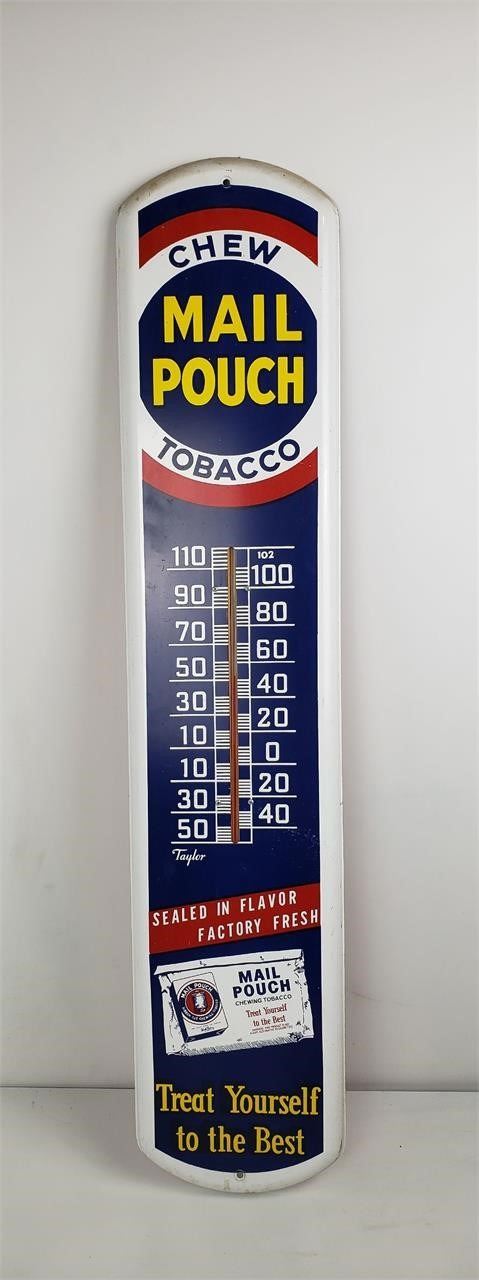 CHEW
MAIL
POUCH
TOBACCO
110 102
100
90
80
70
60
50
40
30
20
10
0
10
20
30
40
50
Taylor
SEALED IN FLAVOR
FACTORY FRESH
MAIL POUCH
MAIL
POUCH
CHEWING TOBACCO
Treat Yourself
to the Best
Treat Yourself
to the Best